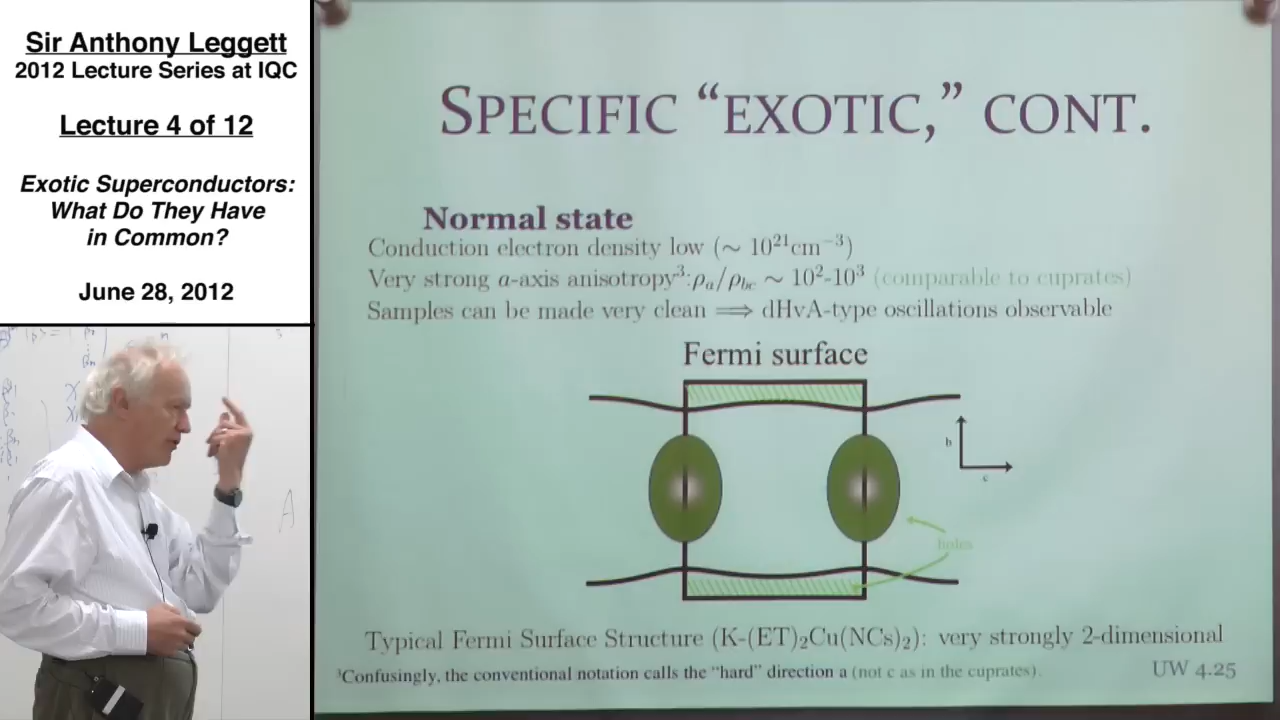 Sir Anthony Leggett
2012 Lecture Series at IQC
Lecture 4 of 12
Exotic Superconductors:
What Do They Have
in Common?
June 28, 2012
SPECIFIC “EXOTIC,” CONT.
Normal state
Conduction electron density low (∼ 10²¹cm⁻³)
Very strong a-axis anisotropy³:ρₐ/ρ_bc ∼ 10²-10³ (comparable to cuprates)
Samples can be made very clean ⟹ dHvA-type oscillations observable
Fermi surface
b
c
holes
Typical Fermi Surface Structure (K-(ET)₂Cu(NCs)₂): very strongly 2-dimensional
³Confusingly, the conventional notation calls the “hard” direction a (not c as in the cuprates).
UW 4.25
A